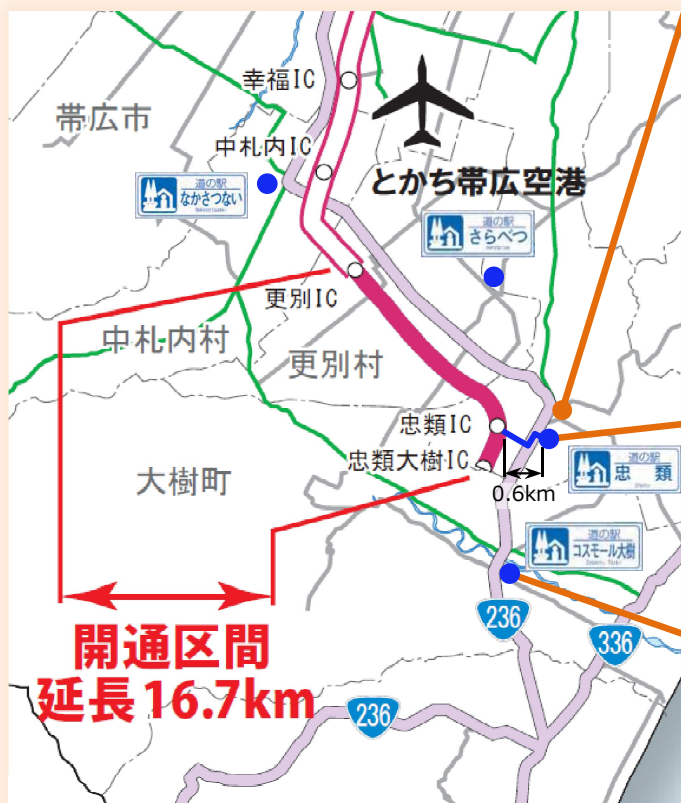 幸福IC
帯広市
中札内IC
とかち帯広空港
道の駅
なかさつない
道の駅
さらべつ
更別IC
中札内村
更別村
忠類IC
忠類大樹IC
道の駅
忠 類
0.6km
大樹町
道の駅
コスモール大樹
236
336
開通区間
延長16.7km
236